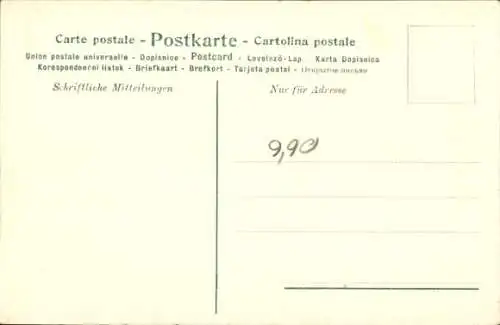 Carte postale - Postkarte - Cartolina postale
Union postale universelle - Dopisnice - Postcard - Levelező-Lap Karta Dopisnica
Korespondenční lístek - Briefkaart - Brefkort - Tarjeta postal -
Schriftliche Mitteilungen
Nur für Adresse
9,90